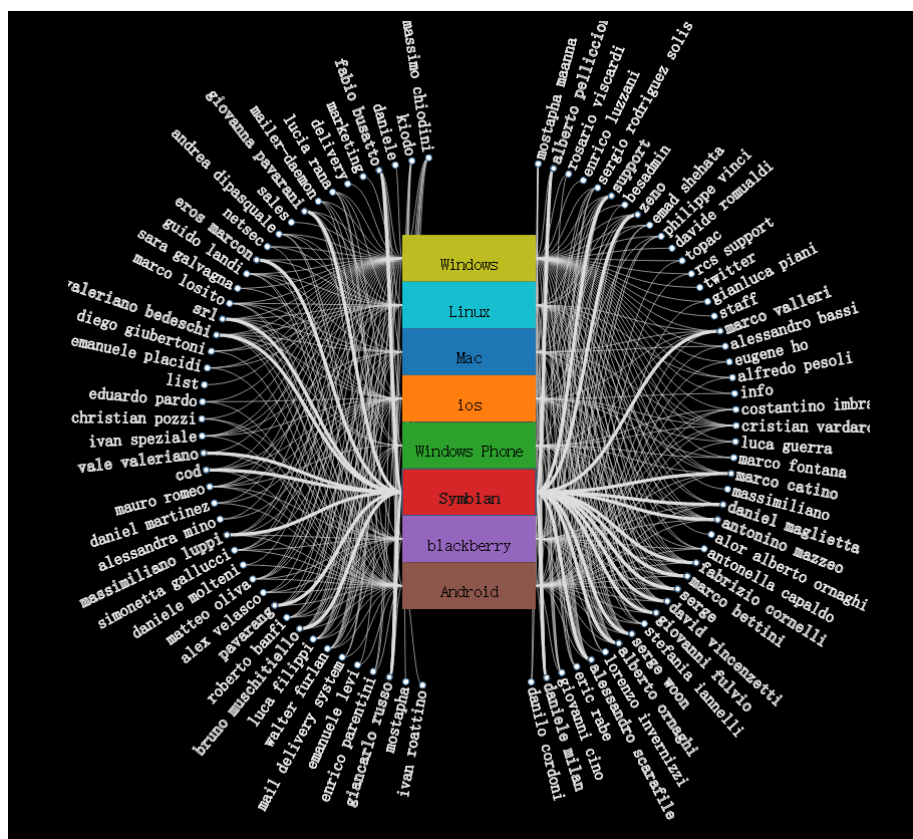 massimo chiodini
kiodo
daniele
fabio busatto
marketing
delivery
lucia rana
mailer-daemon
giovanna pavarari
sales
andrea dipasquale
netsec
eros marcon
guido landi
sara galvagna
marco losito
srl
valeriano bedeschi
diego giubertoni
emanuele placidi
list
eduardo pardo
christian pozzi
ivan speziale
vale valeriano
cod
mauro romeo
daniel martinez
alessandra mino
massimiliano luppi
simonetta gallucci
daniele molteni
matteo oliva
alex velasco
pavarang
roberto banfi
bruno muschitiello
luca filippi
walter furlan
mail delivery system
emanuele levi
enrico parentini
giancarlo russo
mostapha
ivan roattino
Windows
Linux
Mac
ios
Windows Phone
Symbian
blackberry
Android
mostapha maanna
alberto pelliccion
rosario viscardi
enrico luzzani
sergio rodriguez solis
support
besadmin
zeno
emad shehata
philippe vinci
davide romualdi
topac
rcs support
twitter
gianluca piani
staff
marco valleri
alessandro bassi
eugene ho
alfredo pesoli
info
costantino imbra
cristian vardaro
luca guerra
marco fontana
marco catino
massimiliano
daniel maglietta
antonino mazzeo
alor alberto ornaghi
antonella capaldo
fabrizio cornelli
marco bettini
serge
david vincenzetti
giovanni fulvio
stefania iannelli
serge woon
alberto ornaghi
lorenzo invernizzi
alessandro scarafile
eric rabe
giovanni cino
daniele milan
danilo cordoni